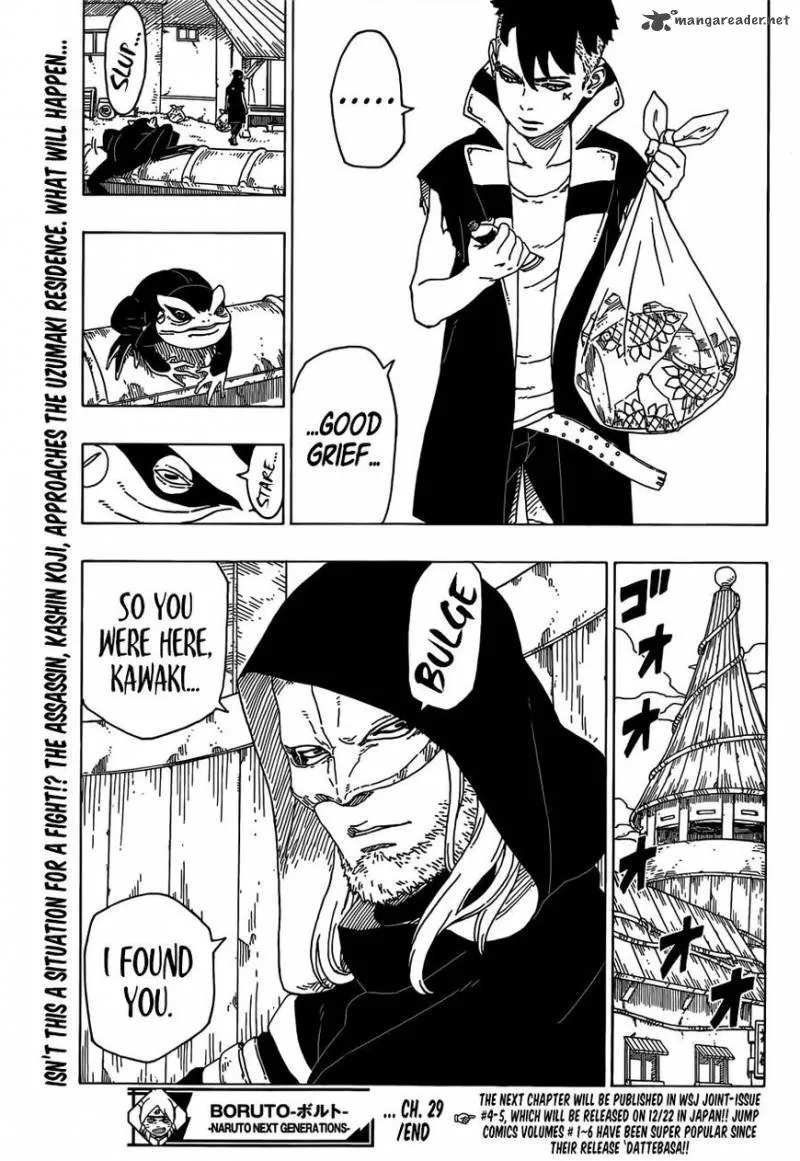 mangareader.net
......
...GOOD
GRIEF...
SLUP...
STARE...
ゴ
オ
オ
オ
オ
BULGE
SO YOU
WERE HERE,
KAWAKI...
I FOUND
YOU.
ISN'T THIS A SITUATION FOR A FIGHT!? THE ASSASSIN, KASHIN KOJI, APPROACHES THE UZUMAKI RESIDENCE. WHAT WILL HAPPEN...
BORUTO-ボルト-
-NARUTO NEXT GENERATIONS-
... CH. 29
/END
THE NEXT CHAPTER WILL BE PUBLISHED IN WSJ JOINT-ISSUE
#4-5, WHICH WILL BE RELEASED ON 12/22 IN JAPAN!! JUMP
COMICS VOLUMES # 1~6 HAVE BEEN SUPER POPULAR SINCE
THEIR RELEASE 'DATTEBASA!!